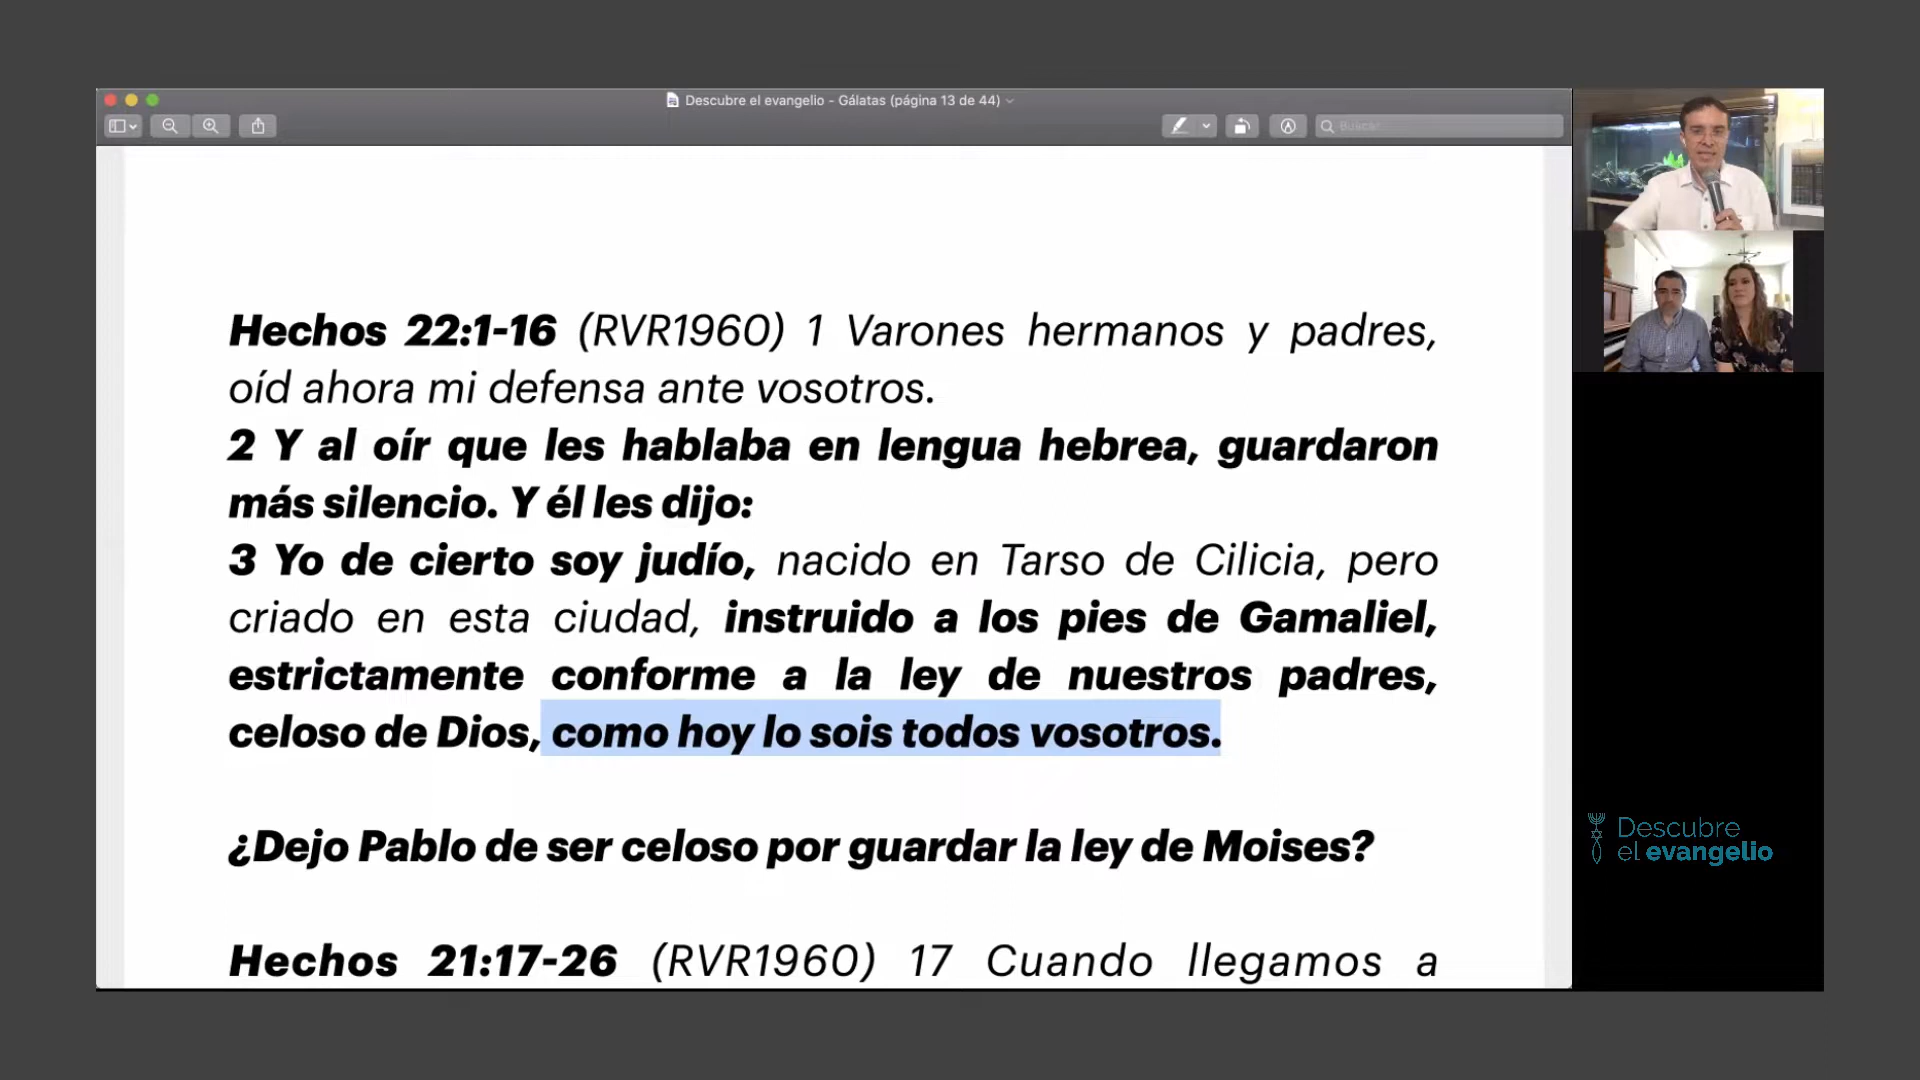 Descubre el evangelio - Gálatas (página 13 de 44)
Buscar
Hechos 22:1-16 (RVR1960) 1 Varones hermanos y padres,
oíd ahora mi defensa ante vosotros.
2 Y al oír que les hablaba en lengua hebrea, guardaron
más silencio. Y él les dijo:
3 Yo de cierto soy judío, nacido en Tarso de Cilicia, pero
criado en esta ciudad, instruido a los pies de Gamaliel,
estrictamente conforme a la ley de nuestros padres,
celoso de Dios, como hoy lo sois todos vosotros.
¿Dejo Pablo de ser celoso por guardar la ley de Moises?
Hechos 21:17-26 (RVR1960) 17 Cuando llegamos a
Descubre
el evangelio